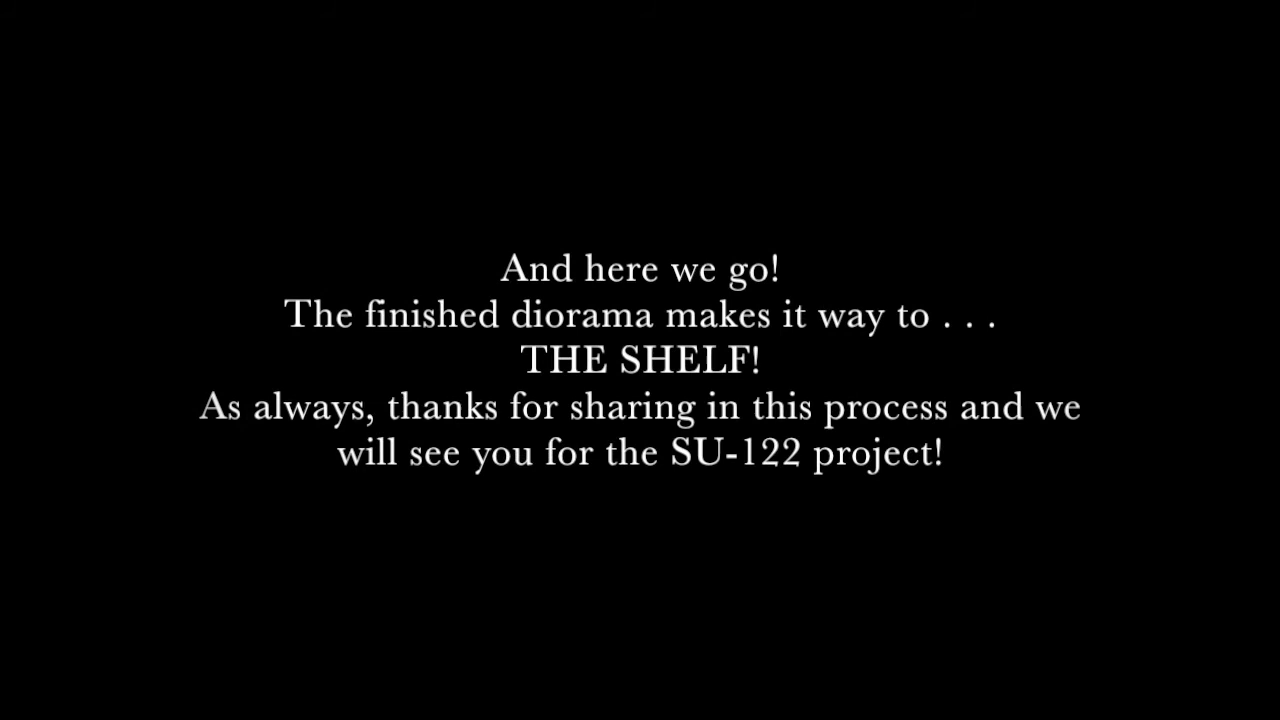 And here we go!
The finished diorama makes it way to . . .
THE SHELF!
As always, thanks for sharing in this process and we
will see you for the SU-122 project!